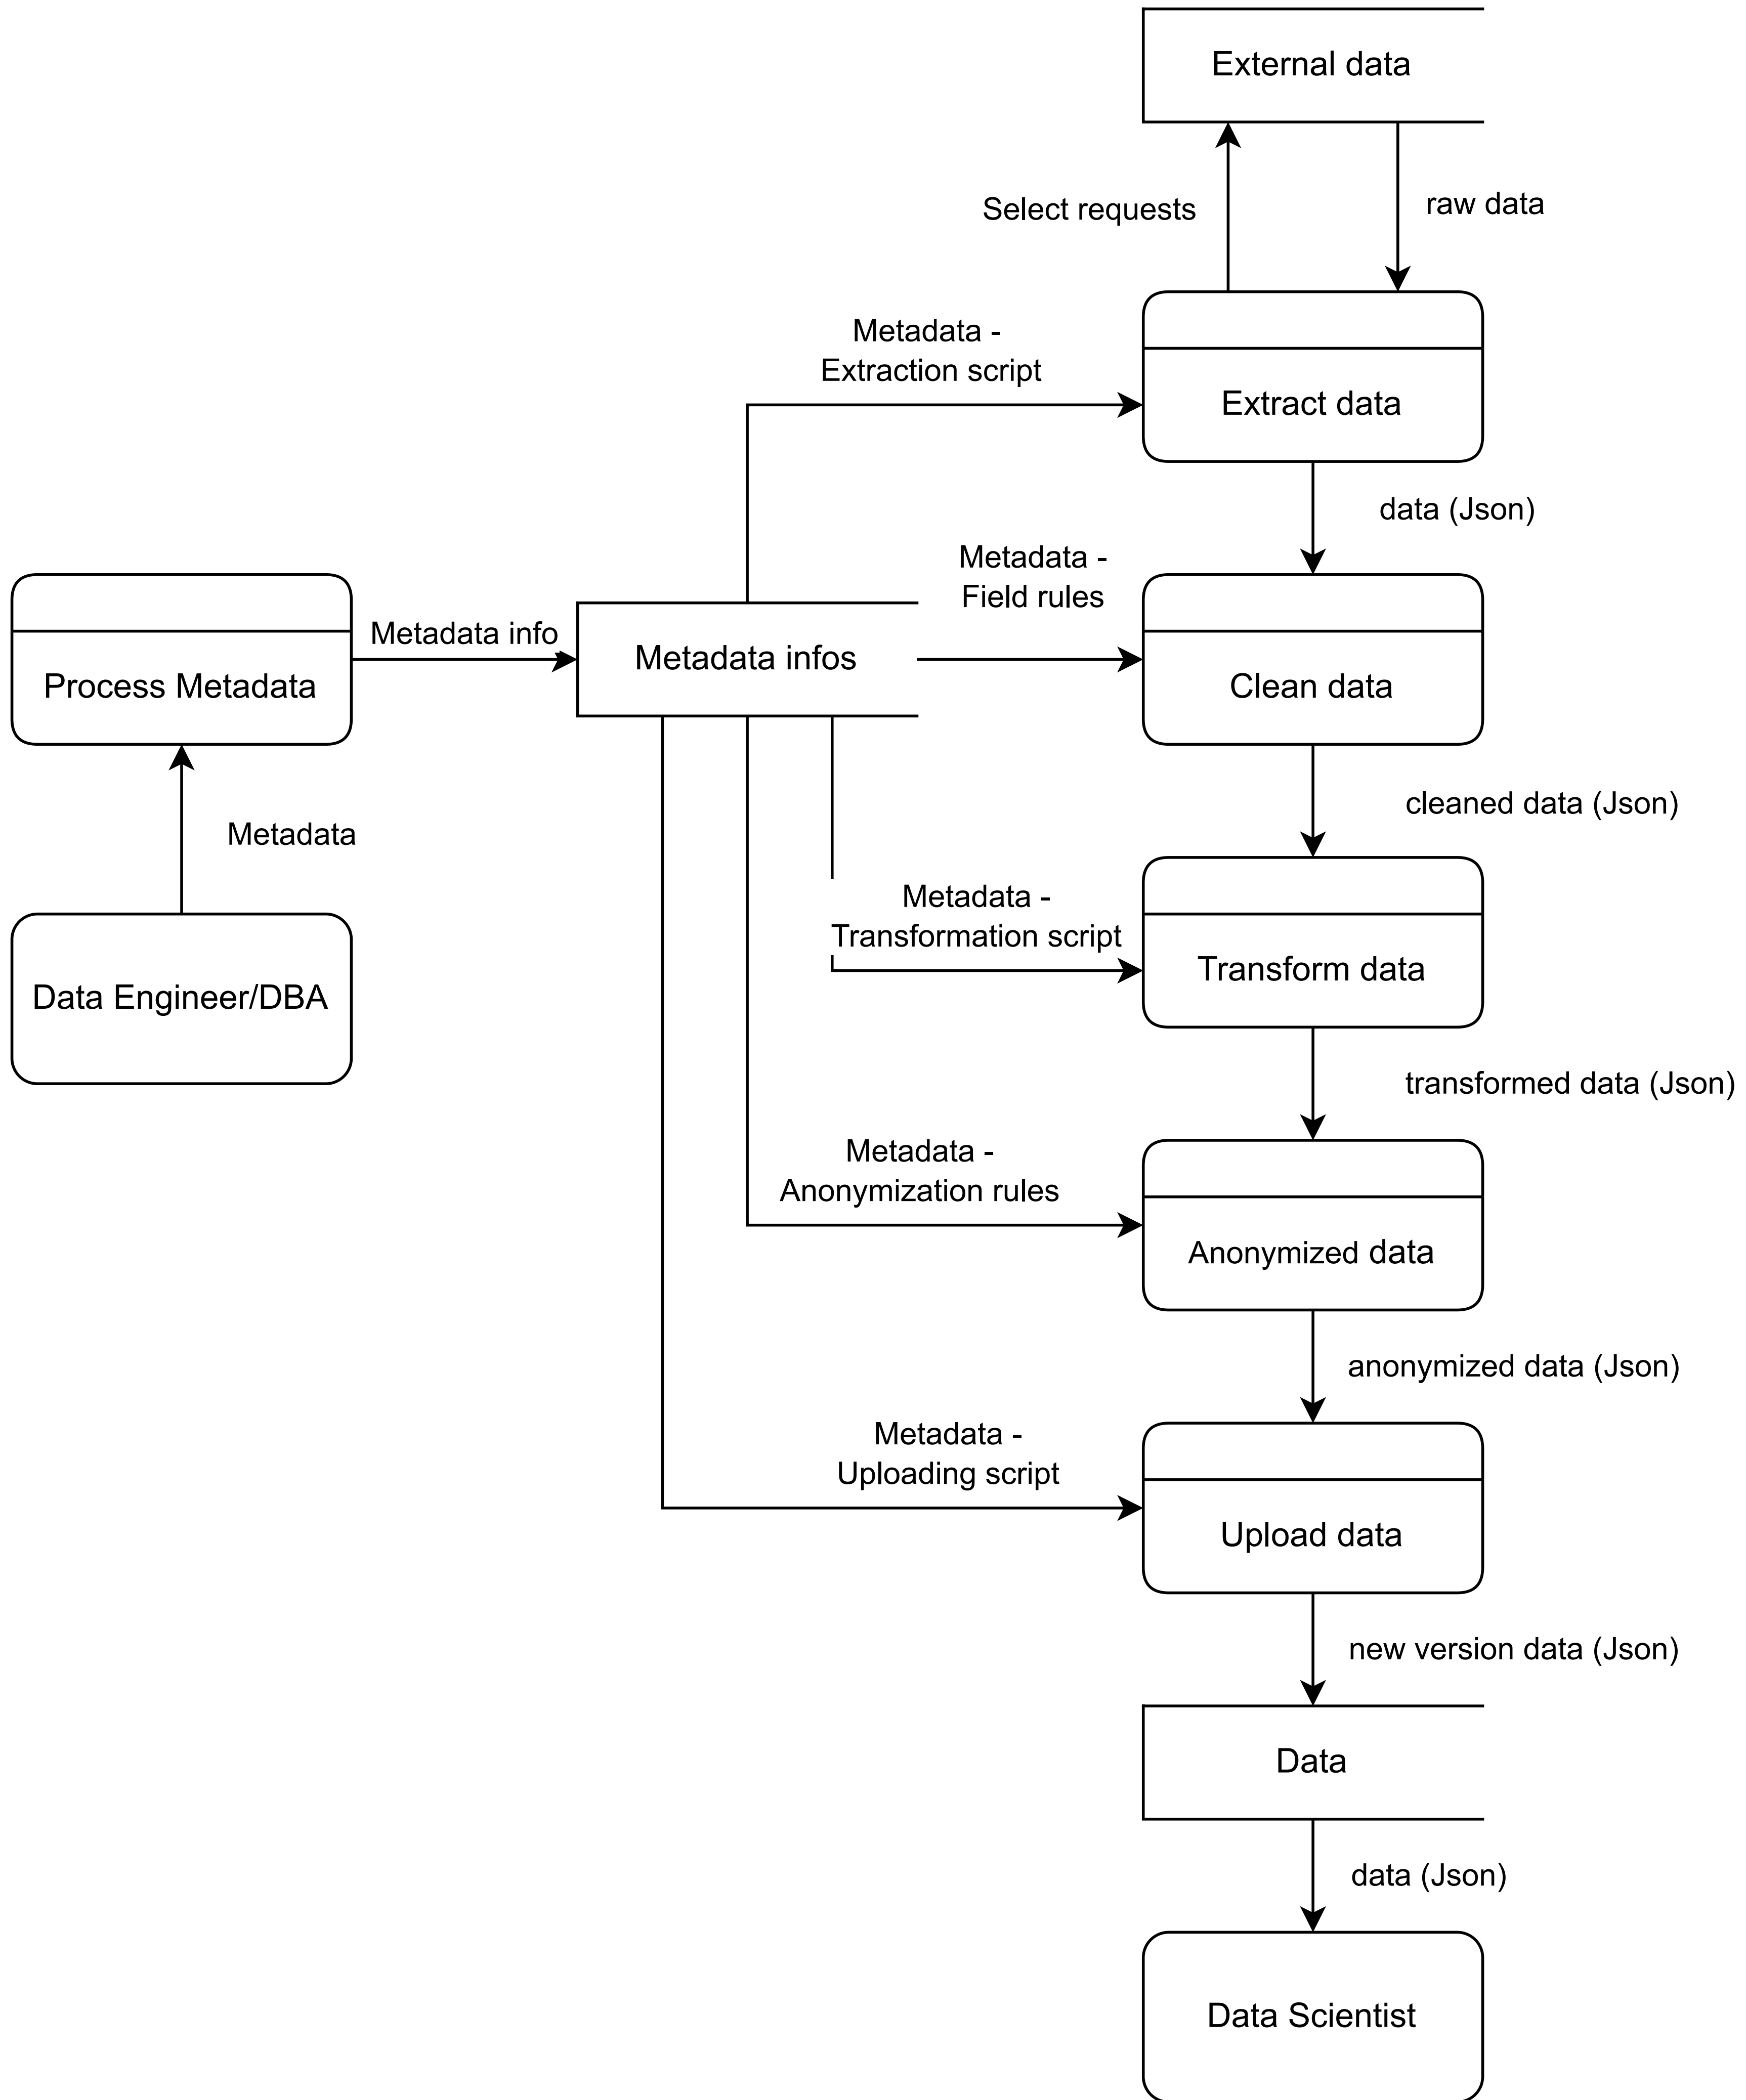 External data
Select requests
raw data
Metadata -
Extraction script
Extract data
data (Json)
Metadata -
Field rules
Metadata info
Metadata infos
Process Metadata
Clean data
cleaned data (Json)
Metadata
Metadata -
Transformation script
Transform data
Data Engineer/DBA
transformed data (Json)
Metadata -
Anonymization rules
Anonymized data
anonymized data (Json)
Metadata -
Uploading script
Upload data
new version data (Json)
Data
data (Json)
Data Scientist